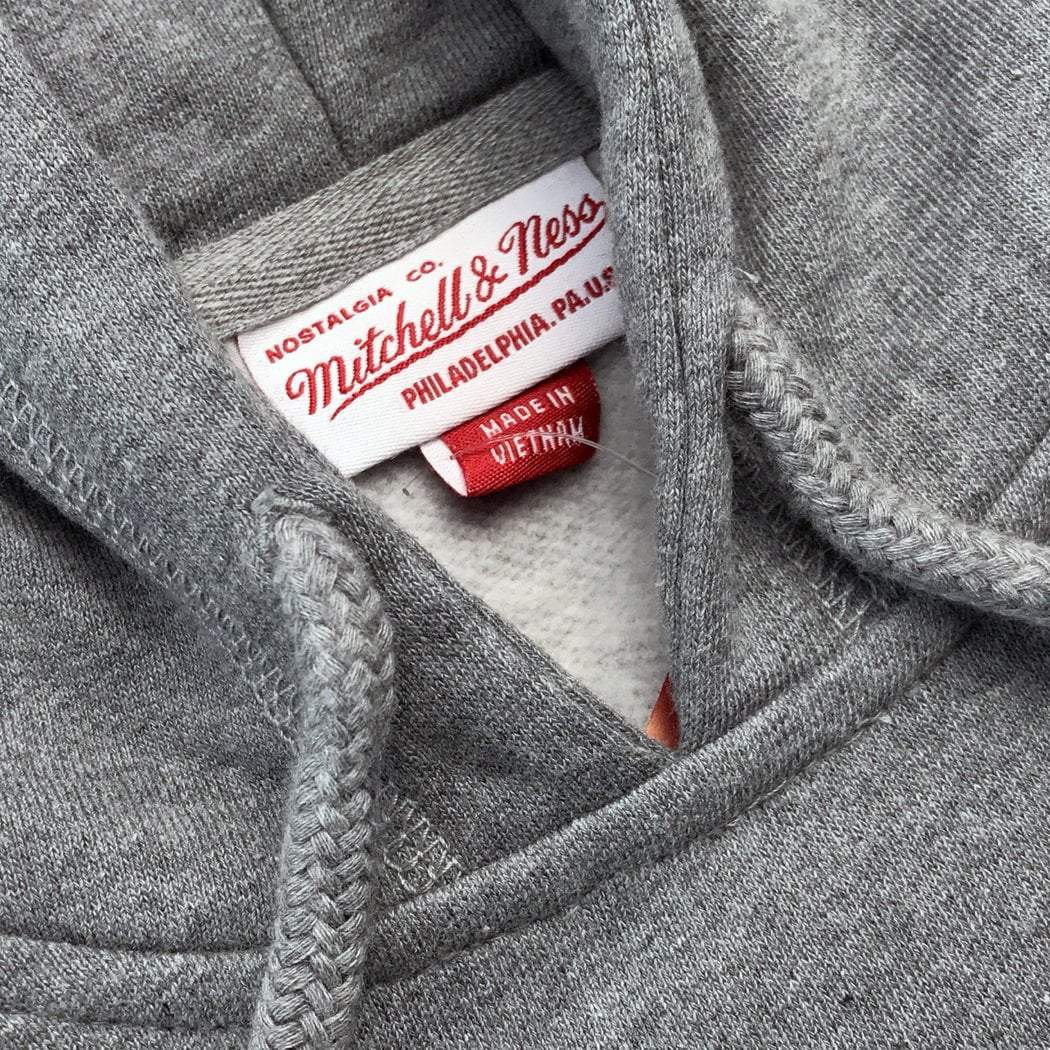 NOSTALGIA CO.
Mitchell & Ness
PHILADELPHIA, PA. U.S
MADE IN
VIETNAM